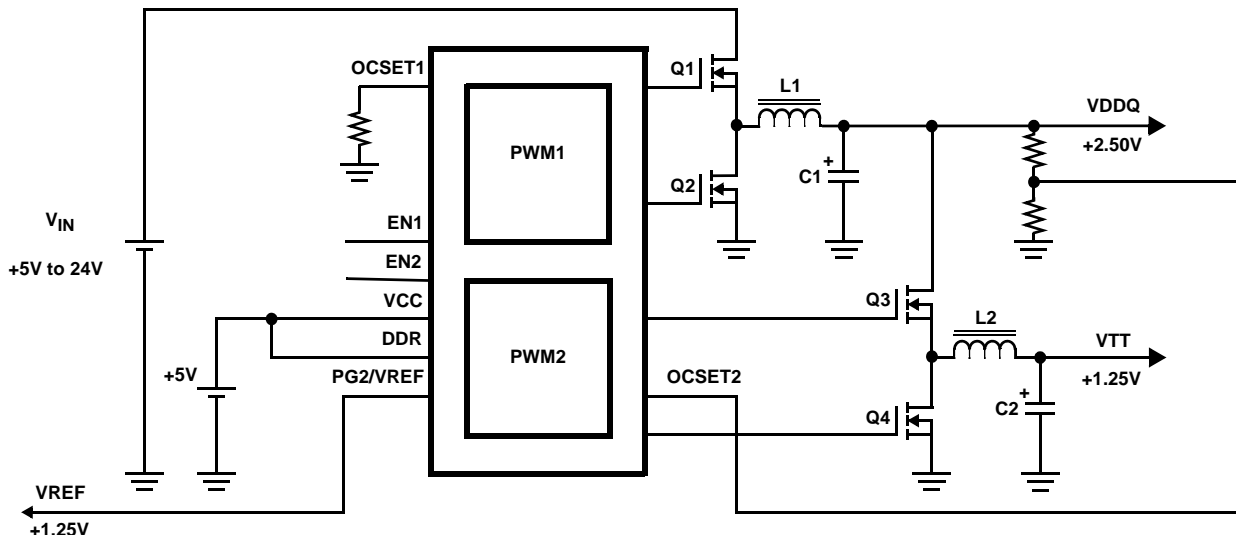 OCSET1
Q1
L1
VDDQ
+2.50V
PWM1
+
C1
Q2
VIN
+5V to 24V
EN1
EN2
VCC
Q3
L2
DDR
PWM2
VTT
+5V
PG2/VREF
OCSET2
+1.25V
+
C2
Q4
VREF
+1.25V